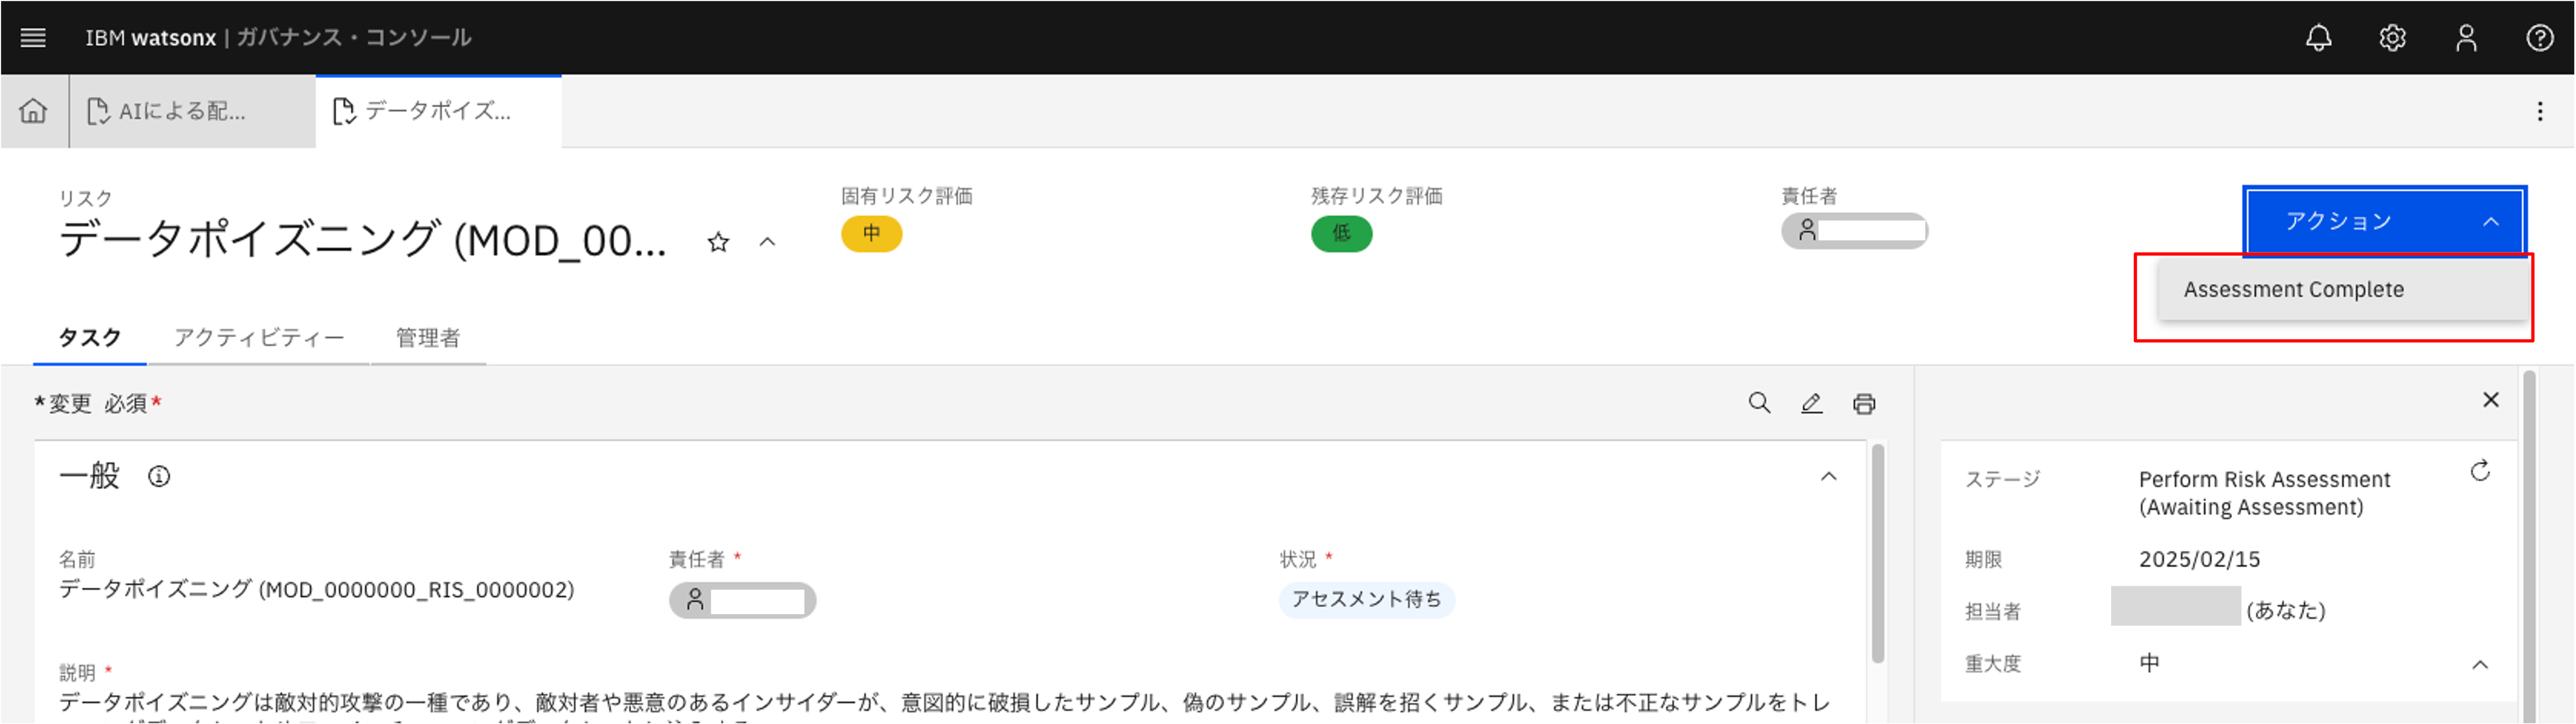 IBM watsonx | ガバナンス・コンソール
AIによる配...
データポイズ...
リスク
データポイズニング (MOD_00...
固有リスク評価
中
残存リスク評価
低
責任者
アクション
Assessment Complete
タスク
アクティビティー
管理者
*変更 必須*
一般
名前
データポイズニング (MOD_0000000_RIS_0000002)
責任者 *
状況 *
アセスメント待ち
説明 *
データポイズニングは敵対的攻撃の一種であり、敵対者や悪意のあるインサイダーが、意図的に破損したサンプル、偽のサンプル、誤解を招くサンプル、または不正なサンプルをトレ
ステージ
Perform Risk Assessment
(Awaiting Assessment)
期限
2025/02/15
担当者
(あなた)
重大度
中